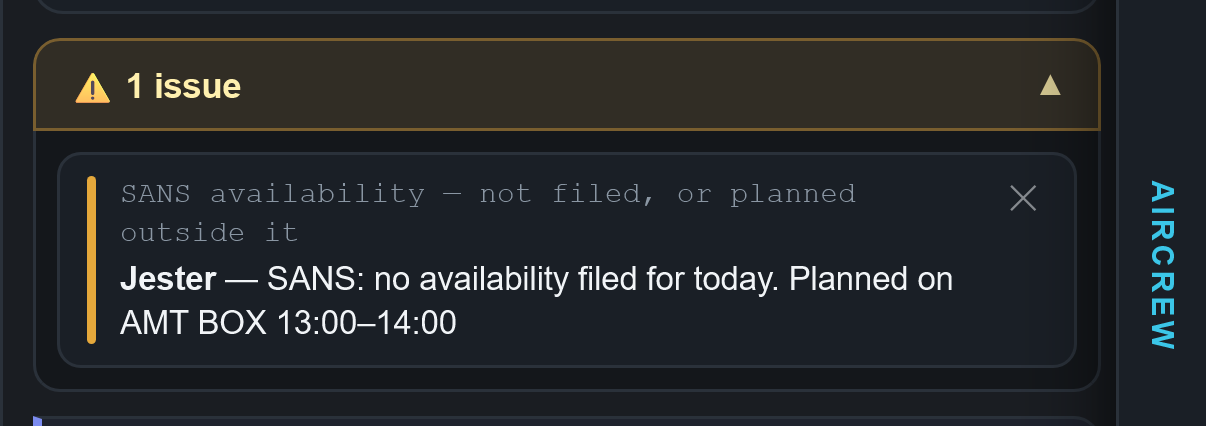 ⚠️ 1 issue ▲
SANS availability — not filed, or planned
outside it
Jester — SANS: no availability filed for today. Planned on
AMT BOX 13:00–14:00
AIRCREW